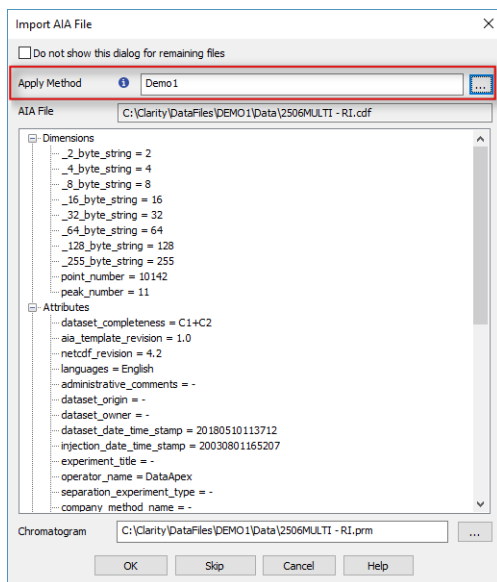 Import AIA File
Do not show this dialog for remaining files
Apply Method Demo1 ...
AIA File C:\Clarity\DataFiles\DEMO1\Data\2506MULTI - RI.cdf
Dimensions
_2_byte_string = 2
_4_byte_string = 4
_8_byte_string = 8
_16_byte_string = 16
_32_byte_string = 32
_64_byte_string = 64
_128_byte_string = 128
_255_byte_string = 255
point_number = 10142
peak_number = 11
Attributes
dataset_completeness = C1+C2
aia_template_revision = 1.0
netcdf_revision = 4.2
languages = English
administrative_comments = -
dataset_origin = -
dataset_owner = -
dataset_date_time_stamp = 20180510113712
injection_date_time_stamp = 20030801165207
experiment_title = -
operator_name = DataApex
separation_experiment_type = -
company_method_name = -
Chromatogram C:\Clarity\DataFiles\DEMO1\Data\2506MULTI - RI.prm ...
OK Skip Cancel Help